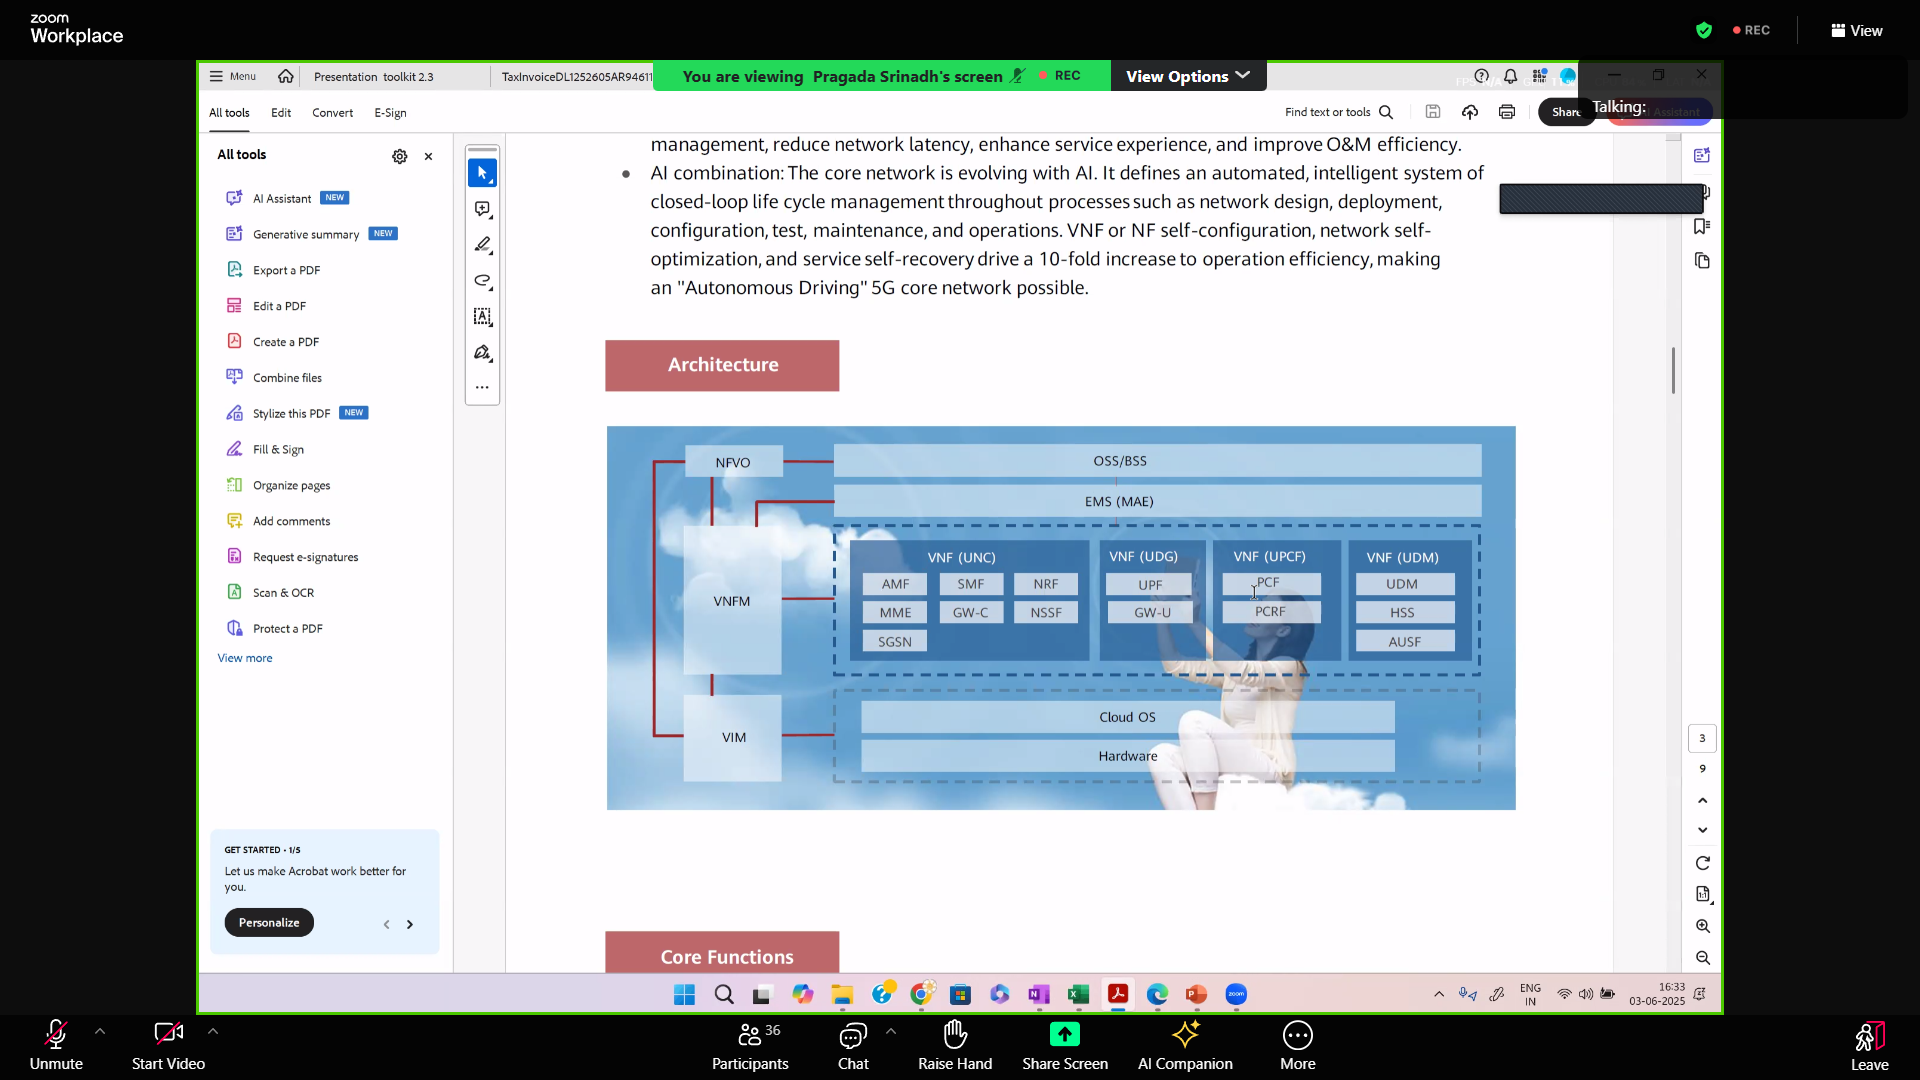 zoom
Workplace
REC
View
Menu
Presentation toolkit 2.3
TaxInvoiceDL1252605AR94611
You are viewing Pragada Srinadh's screen
REC
View Options
Talking:
All tools
Edit
Convert
E-Sign
Find text or tools
Share
Assistant
All tools
AI Assistant NEW
Generative summary NEW
Export a PDF
Edit a PDF
Create a PDF
Combine files
Stylize this PDF NEW
Fill & Sign
Organize pages
Add comments
Request e-signatures
Scan & OCR
Protect a PDF
View more
GET STARTED • 1/5
Let us make Acrobat work better for
you.
Personalize
management, reduce network latency, enhance service experience, and improve O&M efficiency.
• AI combination: The core network is evolving with AI. It defines an automated, intelligent system of
closed-loop life cycle management throughout processes such as network design, deployment,
configuration, test, maintenance, and operations. VNF or NF self-configuration, network self-
optimization, and service self-recovery drive a 10-fold increase to operation efficiency, making
an "Autonomous Driving" 5G core network possible.
Architecture
NFVO
OSS/BSS
EMS (MAE)
VNFM
VNF (UNC)
AMF SMF NRF
MME GW-C NSSF
SGSN
VNF (UDG)
UPF
GW-U
VNF (UPCF)
PCF
PCRF
VNF (UDM)
UDM
HSS
AUSF
VIM
Cloud OS
Hardware
Core Functions
3
9
zoom
ENG
IN
16:33
03-06-2025
Unmute
Start Video
36
Participants
Chat
Raise Hand
Share Screen
AI Companion
More
Leave